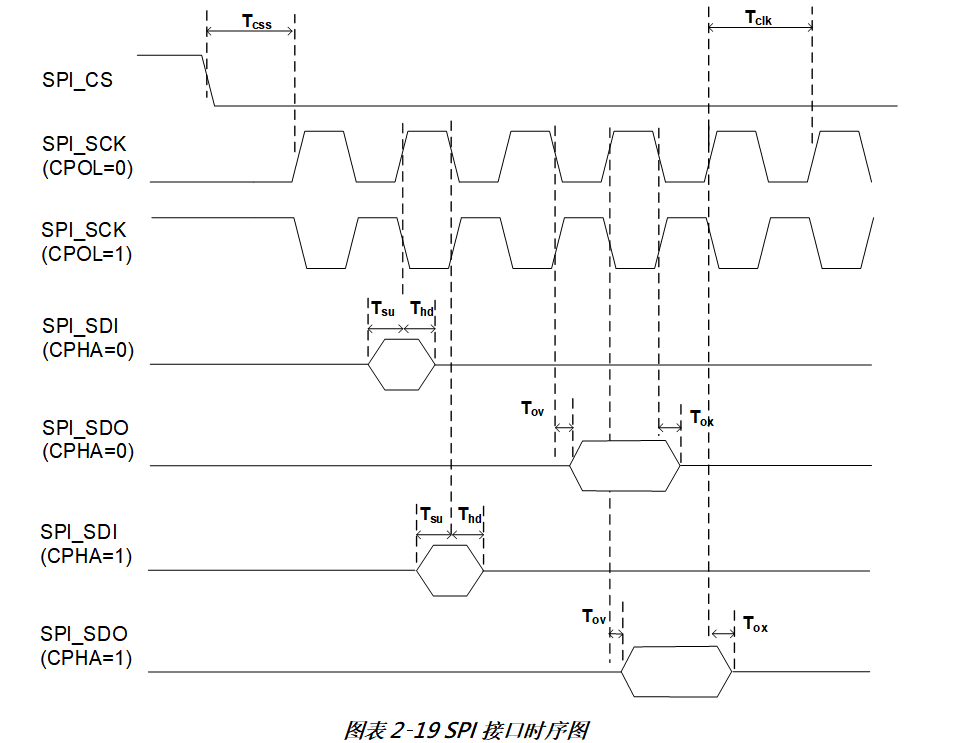 Tcss
Tclk
SPI_CS
SPI_SCK
(CPOL=0)
SPI_SCK
(CPOL=1)
Tsu Thd
SPI_SDI
(CPHA=0)
Tov Tox
SPI_SDO
(CPHA=0)
Tsu Thd
SPI_SDI
(CPHA=1)
Tov Tox
SPI_SDO
(CPHA=1)
图表 2-19 SPI 接口时序图